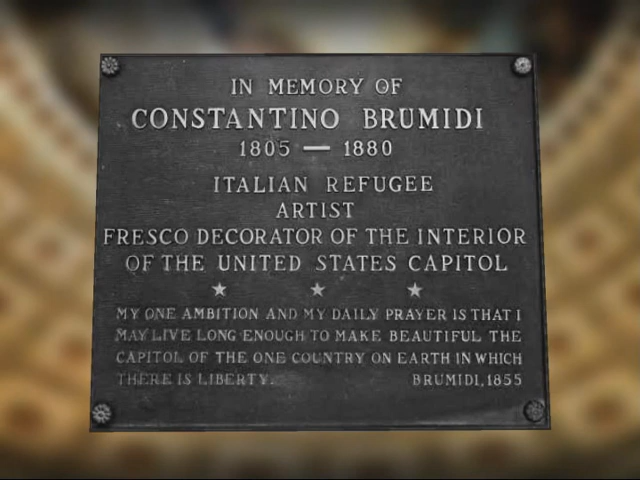 IN MEMORY OF
CONSTANTINO BRUMIDI
1805 — 1880
ITALIAN REFUGEE
ARTIST
FRESCO DECORATOR OF THE INTERIOR
OF THE UNITED STATES CAPITOL
MY ONE AMBITION AND MY DAILY PRAYER IS THAT I
MAY LIVE LONG ENOUGH TO MAKE BEAUTIFUL THE
CAPITOL OF THE ONE COUNTRY ON EARTH IN WHICH
THERE IS LIBERTY. BRUMIDI, 1855